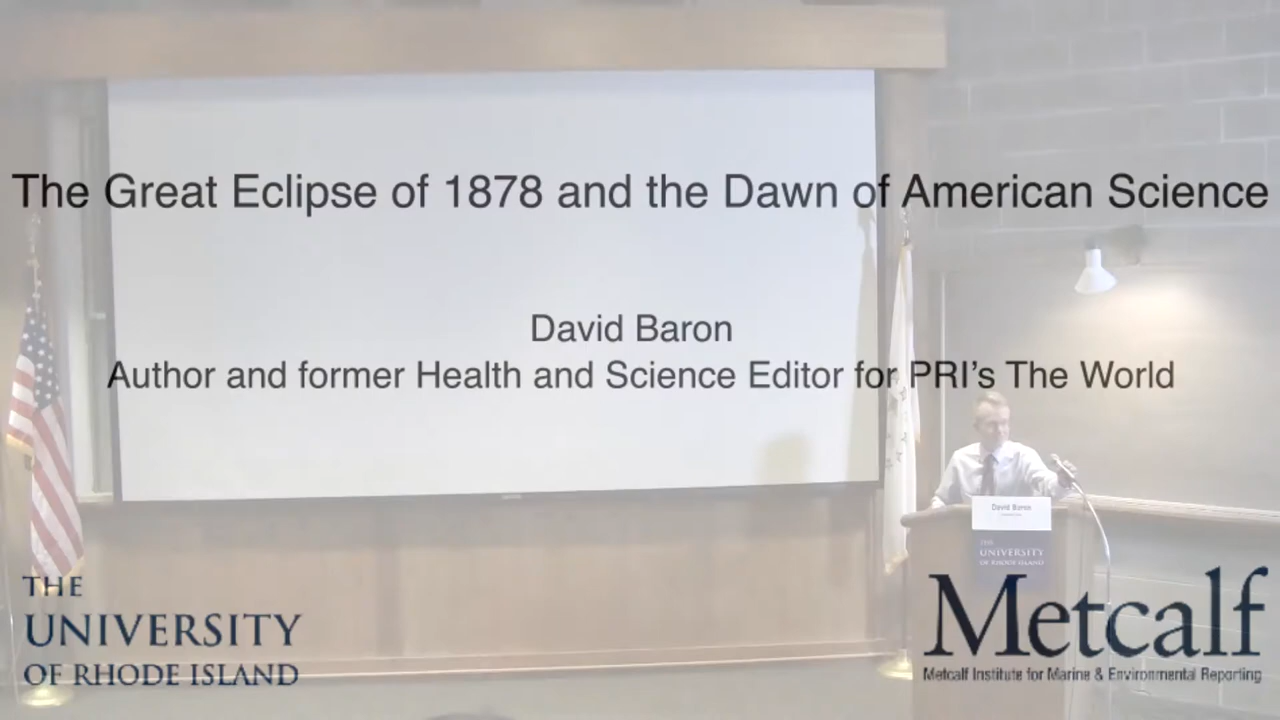 The Great Eclipse of 1878 and the Dawn of American Science
David Baron
Author and former Health and Science Editor for PRI's The World
David Baron
THE
UNIVERSITY
OF RHODE ISLAND
THE
UNIVERSITY
OF RHODE ISLAND
Metcalf
Metcalf Institute for Marine & Environmental Reporting